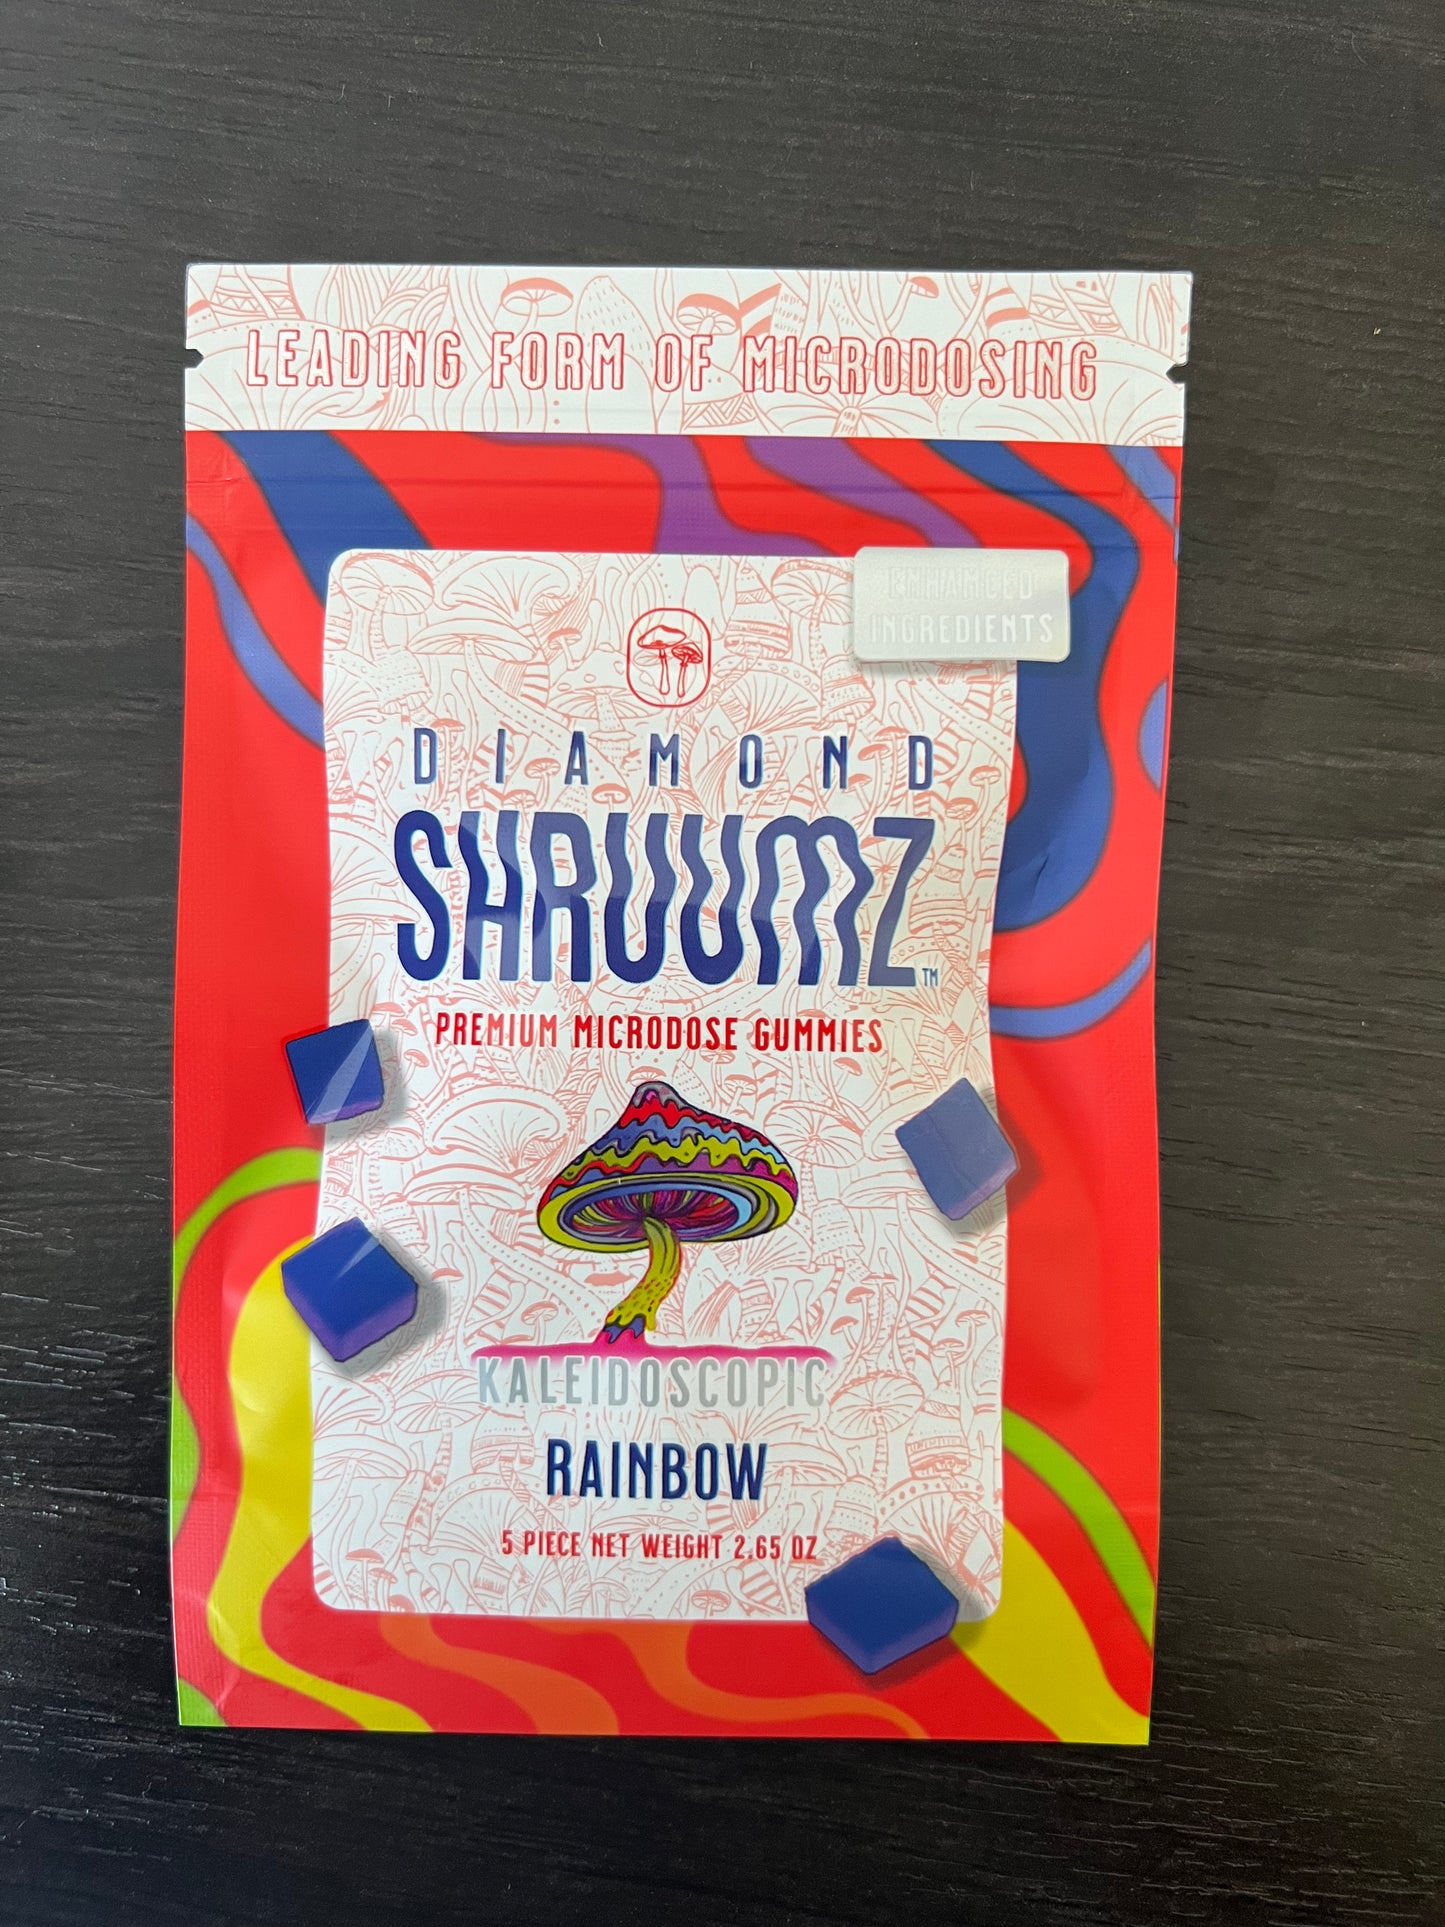 LEADING FORM OF MICRODOSING
ENHANCED
INGREDIENTS
DIAMOND
SHRUUMZ™
PREMIUM MICRODOSE GUMMIES
KALEIDOSCOPIC
RAINBOW
5 PIECE NET WEIGHT 2.65 OZ